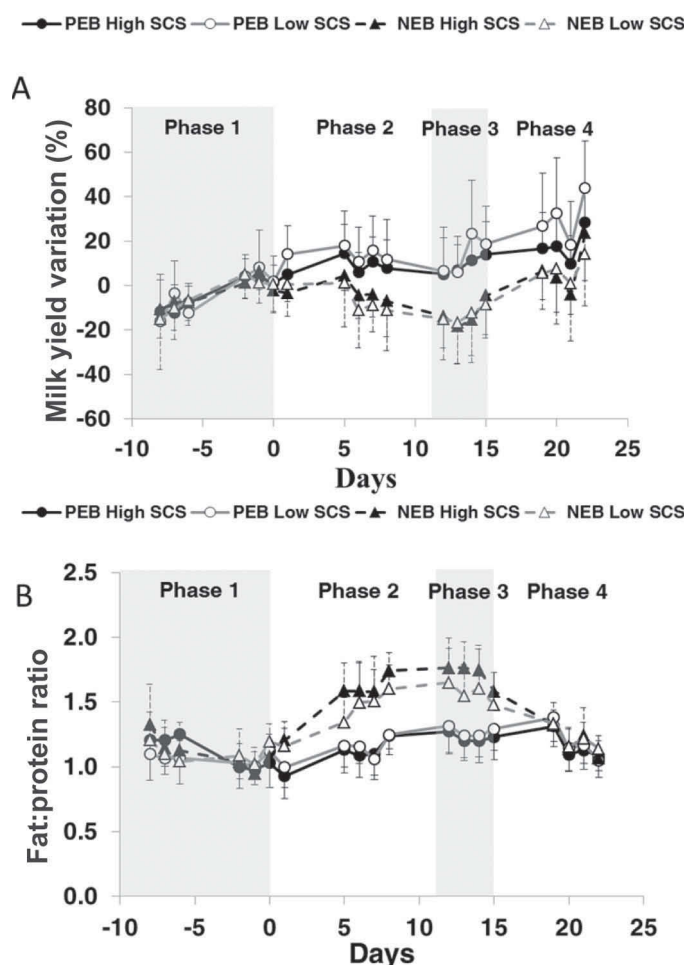 PEB High SCS PEB Low SCS NEB High SCS NEB Low SCS
A
80
60
40
20
0
-20
-40
-60
Milk yield variation (%)
Phase 1 Phase 2 Phase 3 Phase 4
-10 -5 0 5 10 15 20 25
Days
PEB High SCS PEB Low SCS NEB High SCS NEB Low SCS
B
2.5
2.0
1.5
1.0
0.5
0.0
Fat:protein ratio
Phase 1 Phase 2 Phase 3 Phase 4
-10 -5 0 5 10 15 20 25
Days